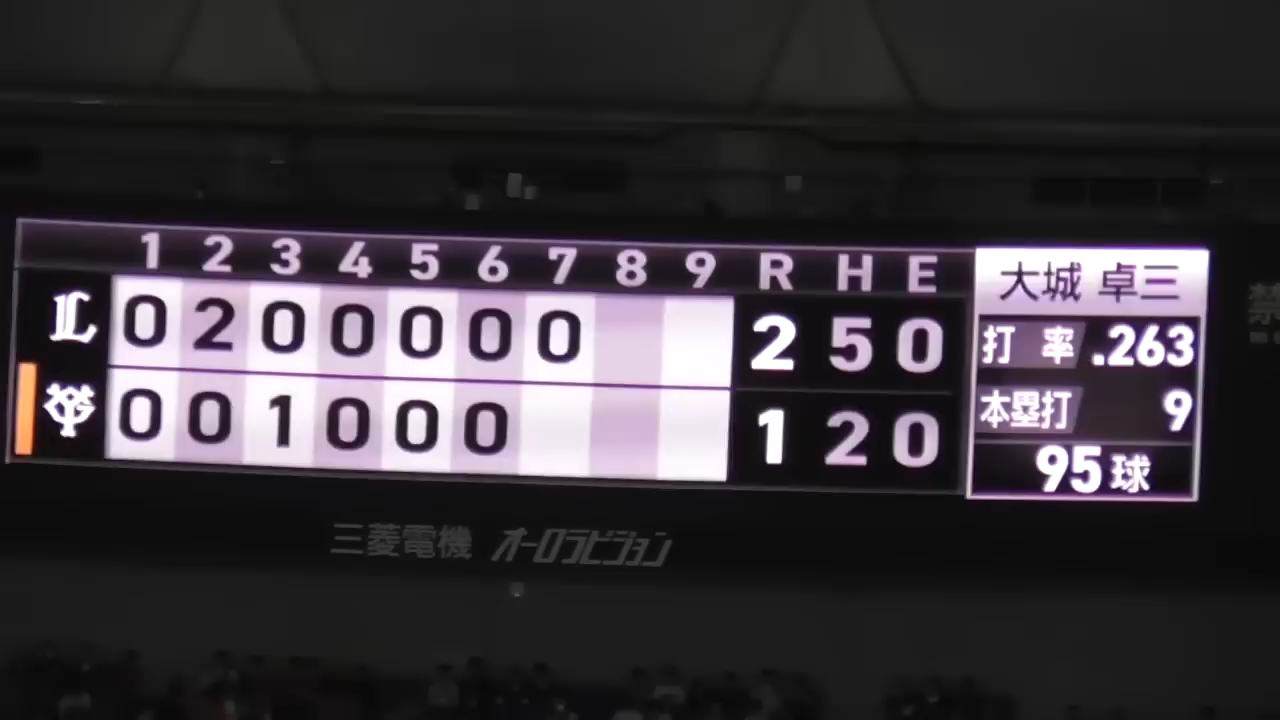 1 2 3 4 5 6 7 8 9 R H E
L 0 2 0 0 0 0 0 2 5 0
0 0 1 0 0 0 1 2 0
大城 卓三
打 率 .263
本塁打 9
95球
三菱電機 オーロラビジョン
禁